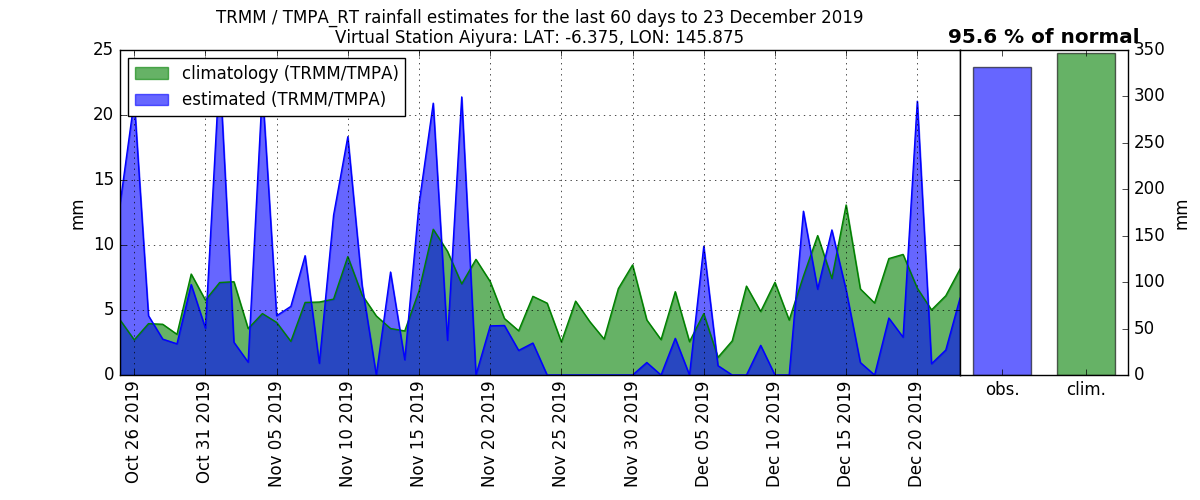 TRMM / TMPA_RT rainfall estimates for the last 60 days to 23 December 2019
Virtual Station Aiyura: LAT: -6.375, LON: 145.875
95.6 % of normal
climatology (TRMM/TMPA)
estimated (TRMM/TMPA)
25
20
15
10
5
0
mm
Oct 26 2019
Oct 31 2019
Nov 05 2019
Nov 10 2019
Nov 15 2019
Nov 20 2019
Nov 25 2019
Nov 30 2019
Dec 05 2019
Dec 10 2019
Dec 15 2019
Dec 20 2019
350
300
250
200
150
100
50
0
mm
obs.
clim.